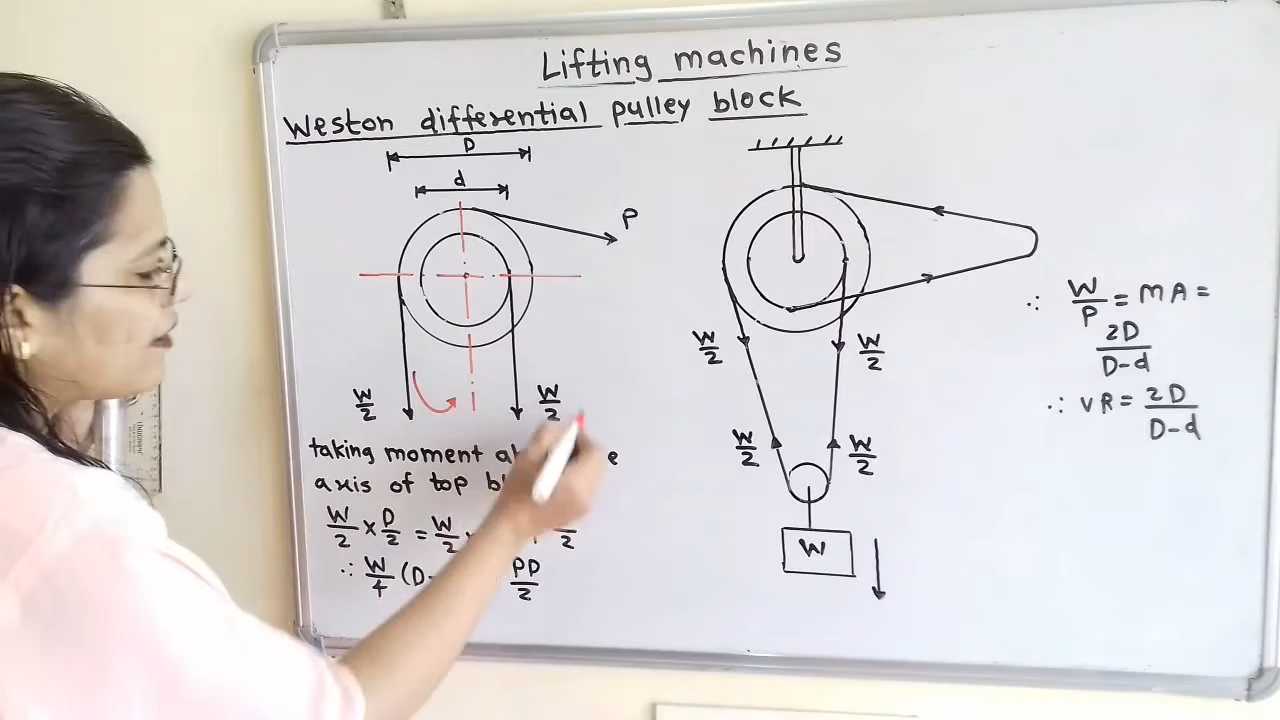 Lifting machines
Weston differential pulley block
D
d
P
W/2
W/2
taking moment
axis of top
W/2 × D/2 = W/2
∴ W/4 (D- PD/2
W/2
W/2
W/2
W/2
W
∴ W/P = MA =
2D/D-d
∴ VR = 2D/D-d